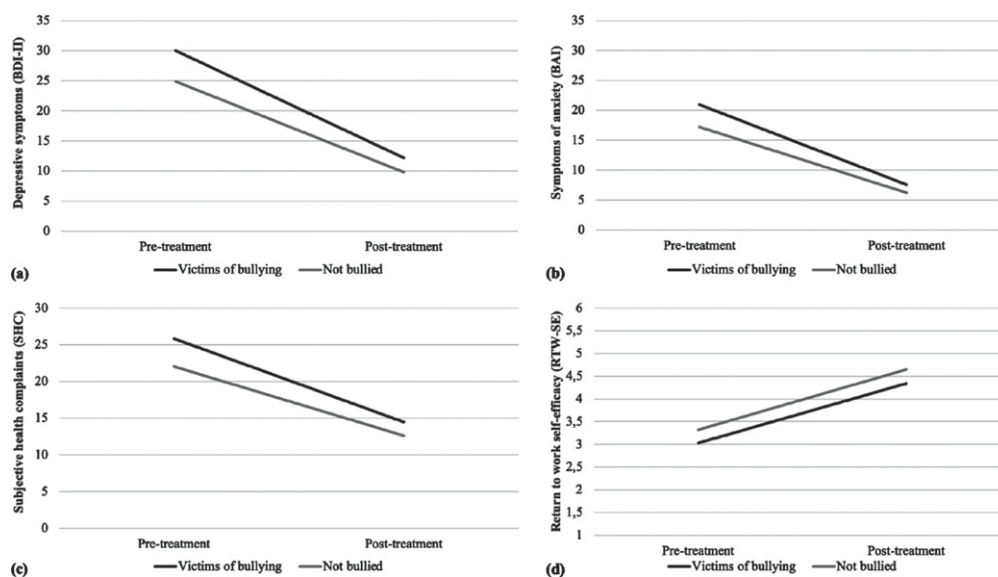 Depressive symptoms (BDI-II)
35
30
25
20
15
10
5
0
Pre-treatment Post-treatment
Victims of bullying Not bullied
(a)
Symptoms of anxiety (BAI)
35
30
25
20
15
10
5
0
Pre-treatment Post-treatment
Victims of bullying Not bullied
(b)
Subjective health complaints (SHC)
30
25
20
15
10
5
0
Pre-treatment Post-treatment
Victims of bullying Not bullied
(c)
Return to work self-efficacy (RTW-SE)
6
5,5
5
4,5
4
3,5
3
2,5
2
1,5
1
Pre-treatment Post-treatment
Victims of bullying Not bullied
(d)